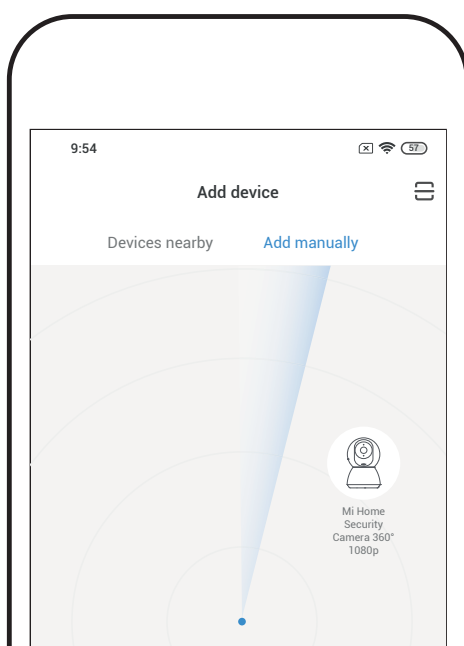 9:54
57
Add device
Devices nearby Add manually
Mi Home
Security
Camera 360°
1080p